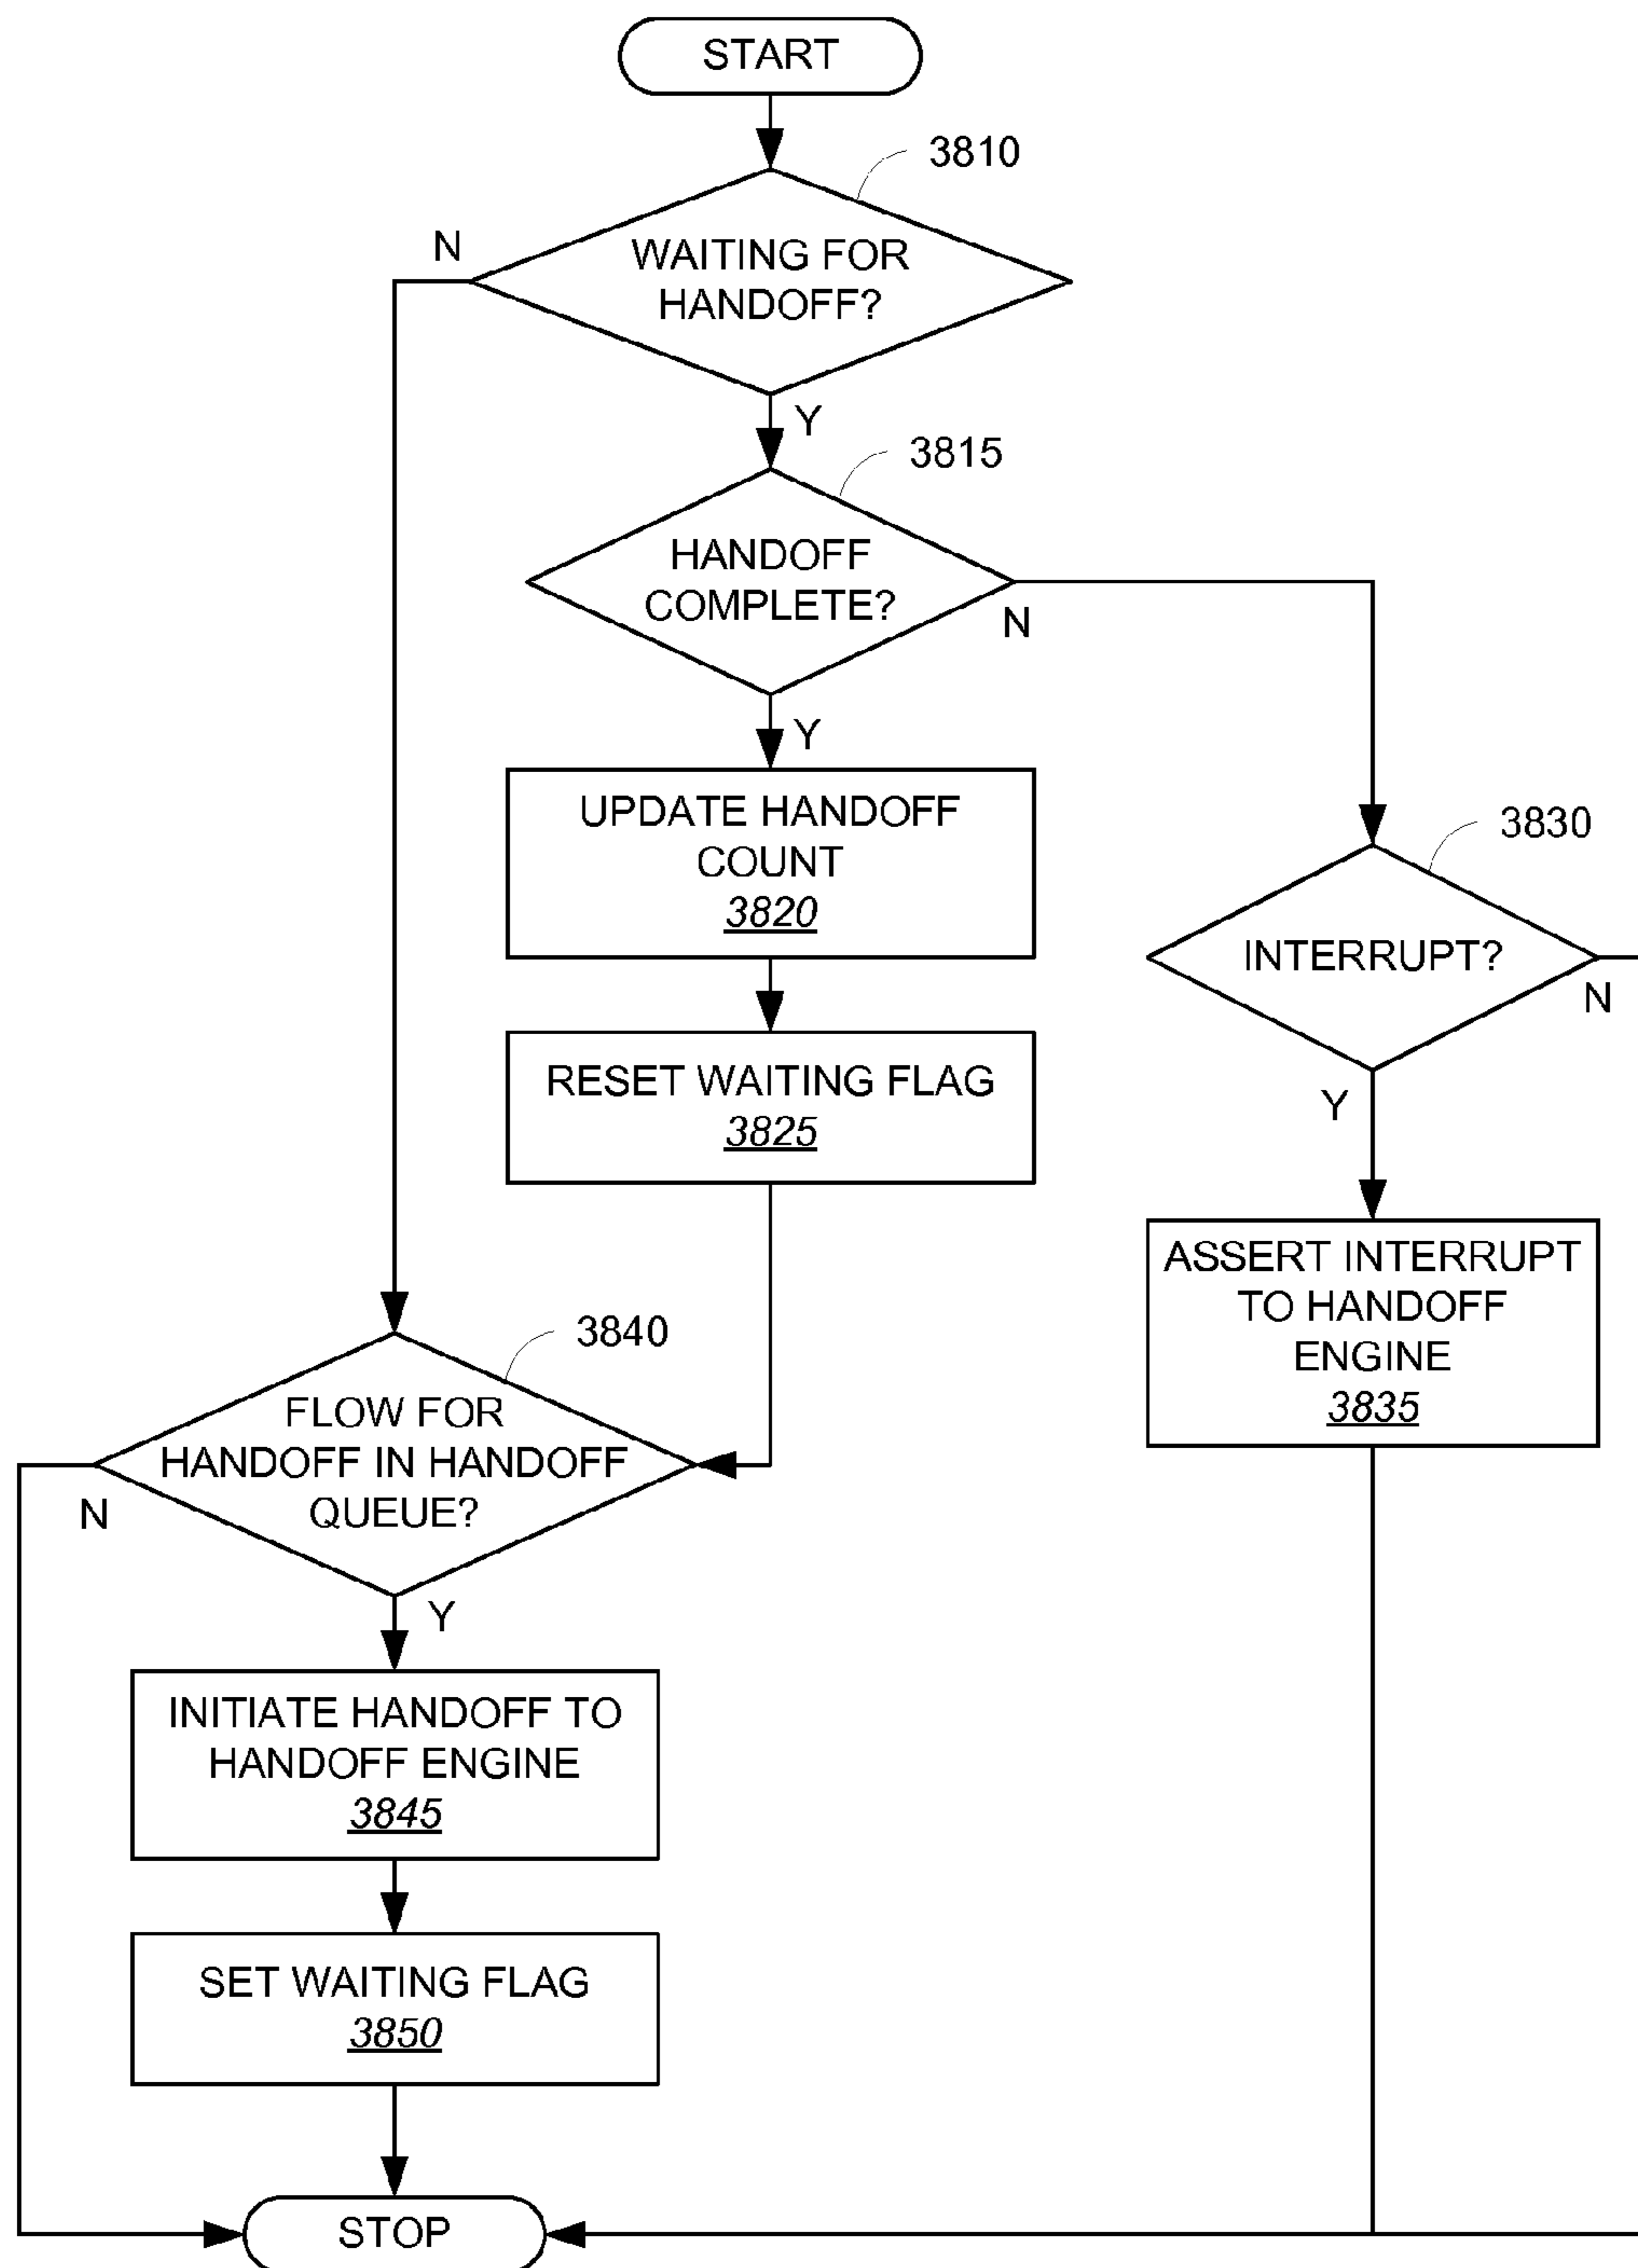 START
3810
N
WAITING FOR
HANDOFF?
Y
3815
HANDOFF
COMPLETE?
N
Y
UPDATE HANDOFF
COUNT
3820
3830
INTERRUPT?
N
RESET WAITING FLAG
3825
Y
ASSERT INTERRUPT
TO HANDOFF
ENGINE
3835
3840
FLOW FOR
HANDOFF IN HANDOFF
QUEUE?
N
Y
INITIATE HANDOFF TO
HANDOFF ENGINE
3845
SET WAITING FLAG
3850
STOP